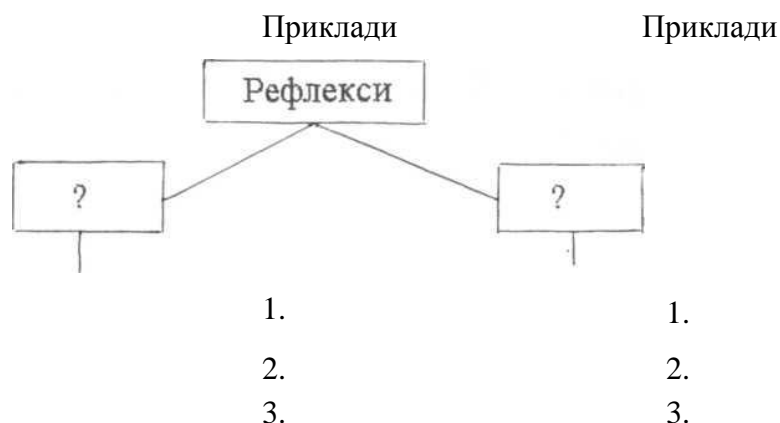 Приклади Приклади
Рефлекси
? ?
1. 1.
2. 2.
3. 3.